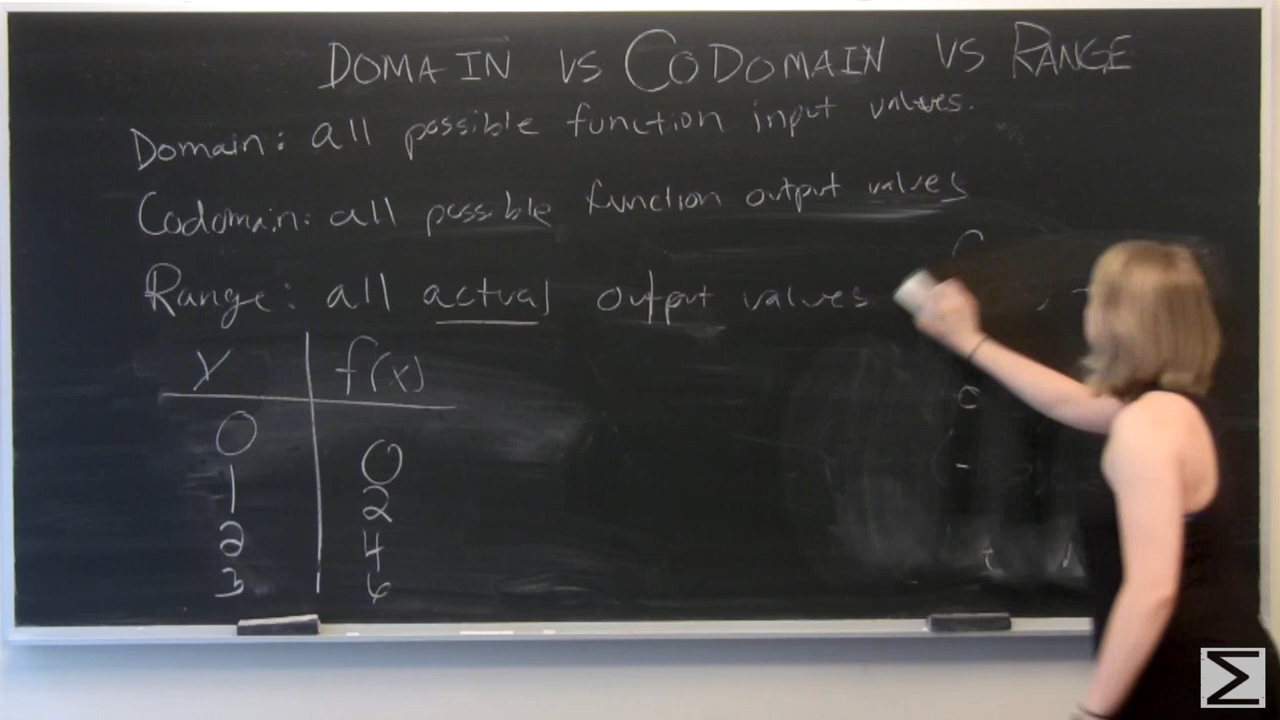 DOMAIN VS CODOMAIN VS RANGE
Domain: all possible function input values.
Codomain: all possible function output values
Range: all actual output values
x f(x)
0 0
1 2
2 4
3 6
Σ